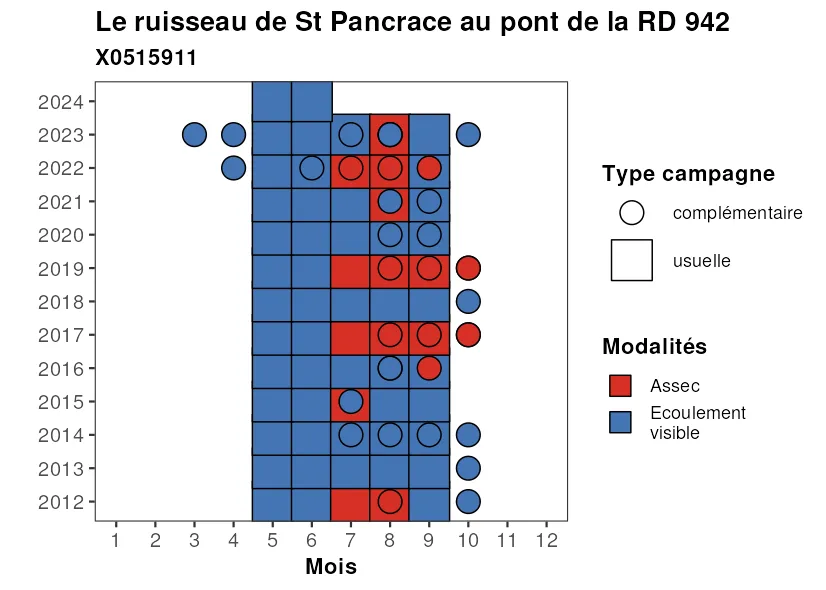 Le ruisseau de St Pancrace au pont de la RD 942
X0515911
2024
2023
2022
2021
2020
2019
2018
2017
2016
2015
2014
2013
2012
1 2 3 4 5 6 7 8 9 10 11 12
Mois
Type campagne
complémentaire
usuelle
Modalités
Assec
Ecoulement
visible